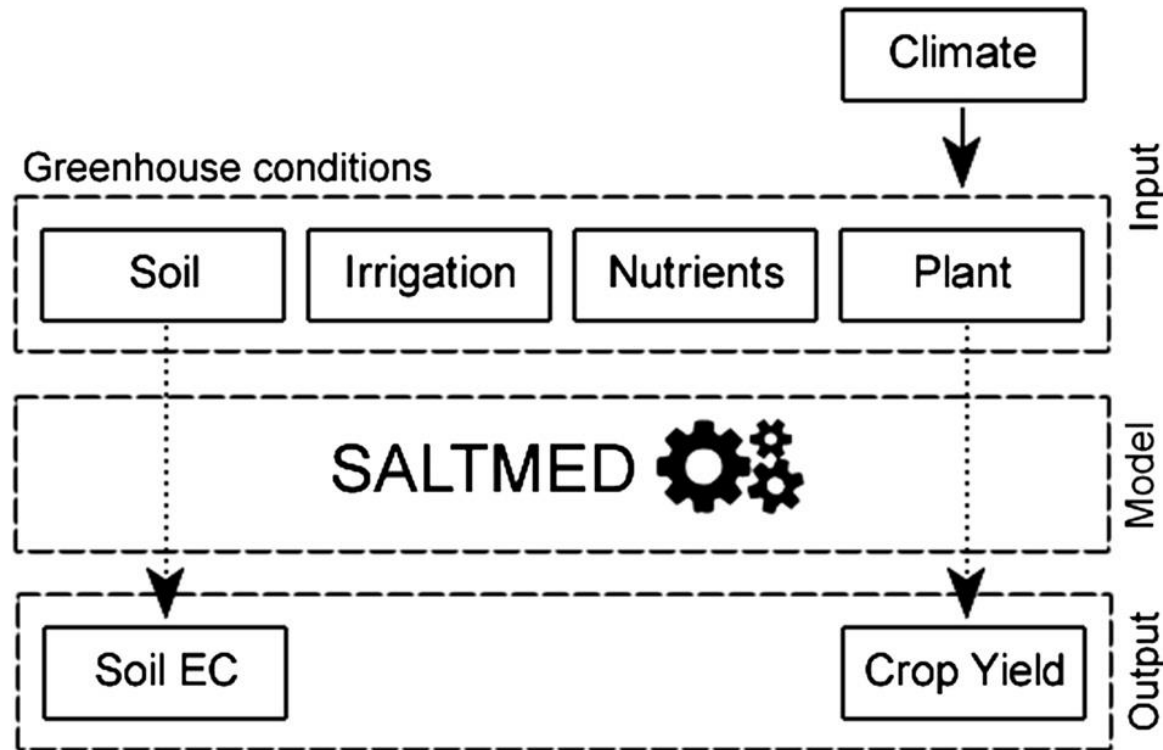 Climate
Greenhouse conditions
Input
Soil
Irrigation
Nutrients
Plant
SALTMED
Model
Soil EC
Crop Yield
Output